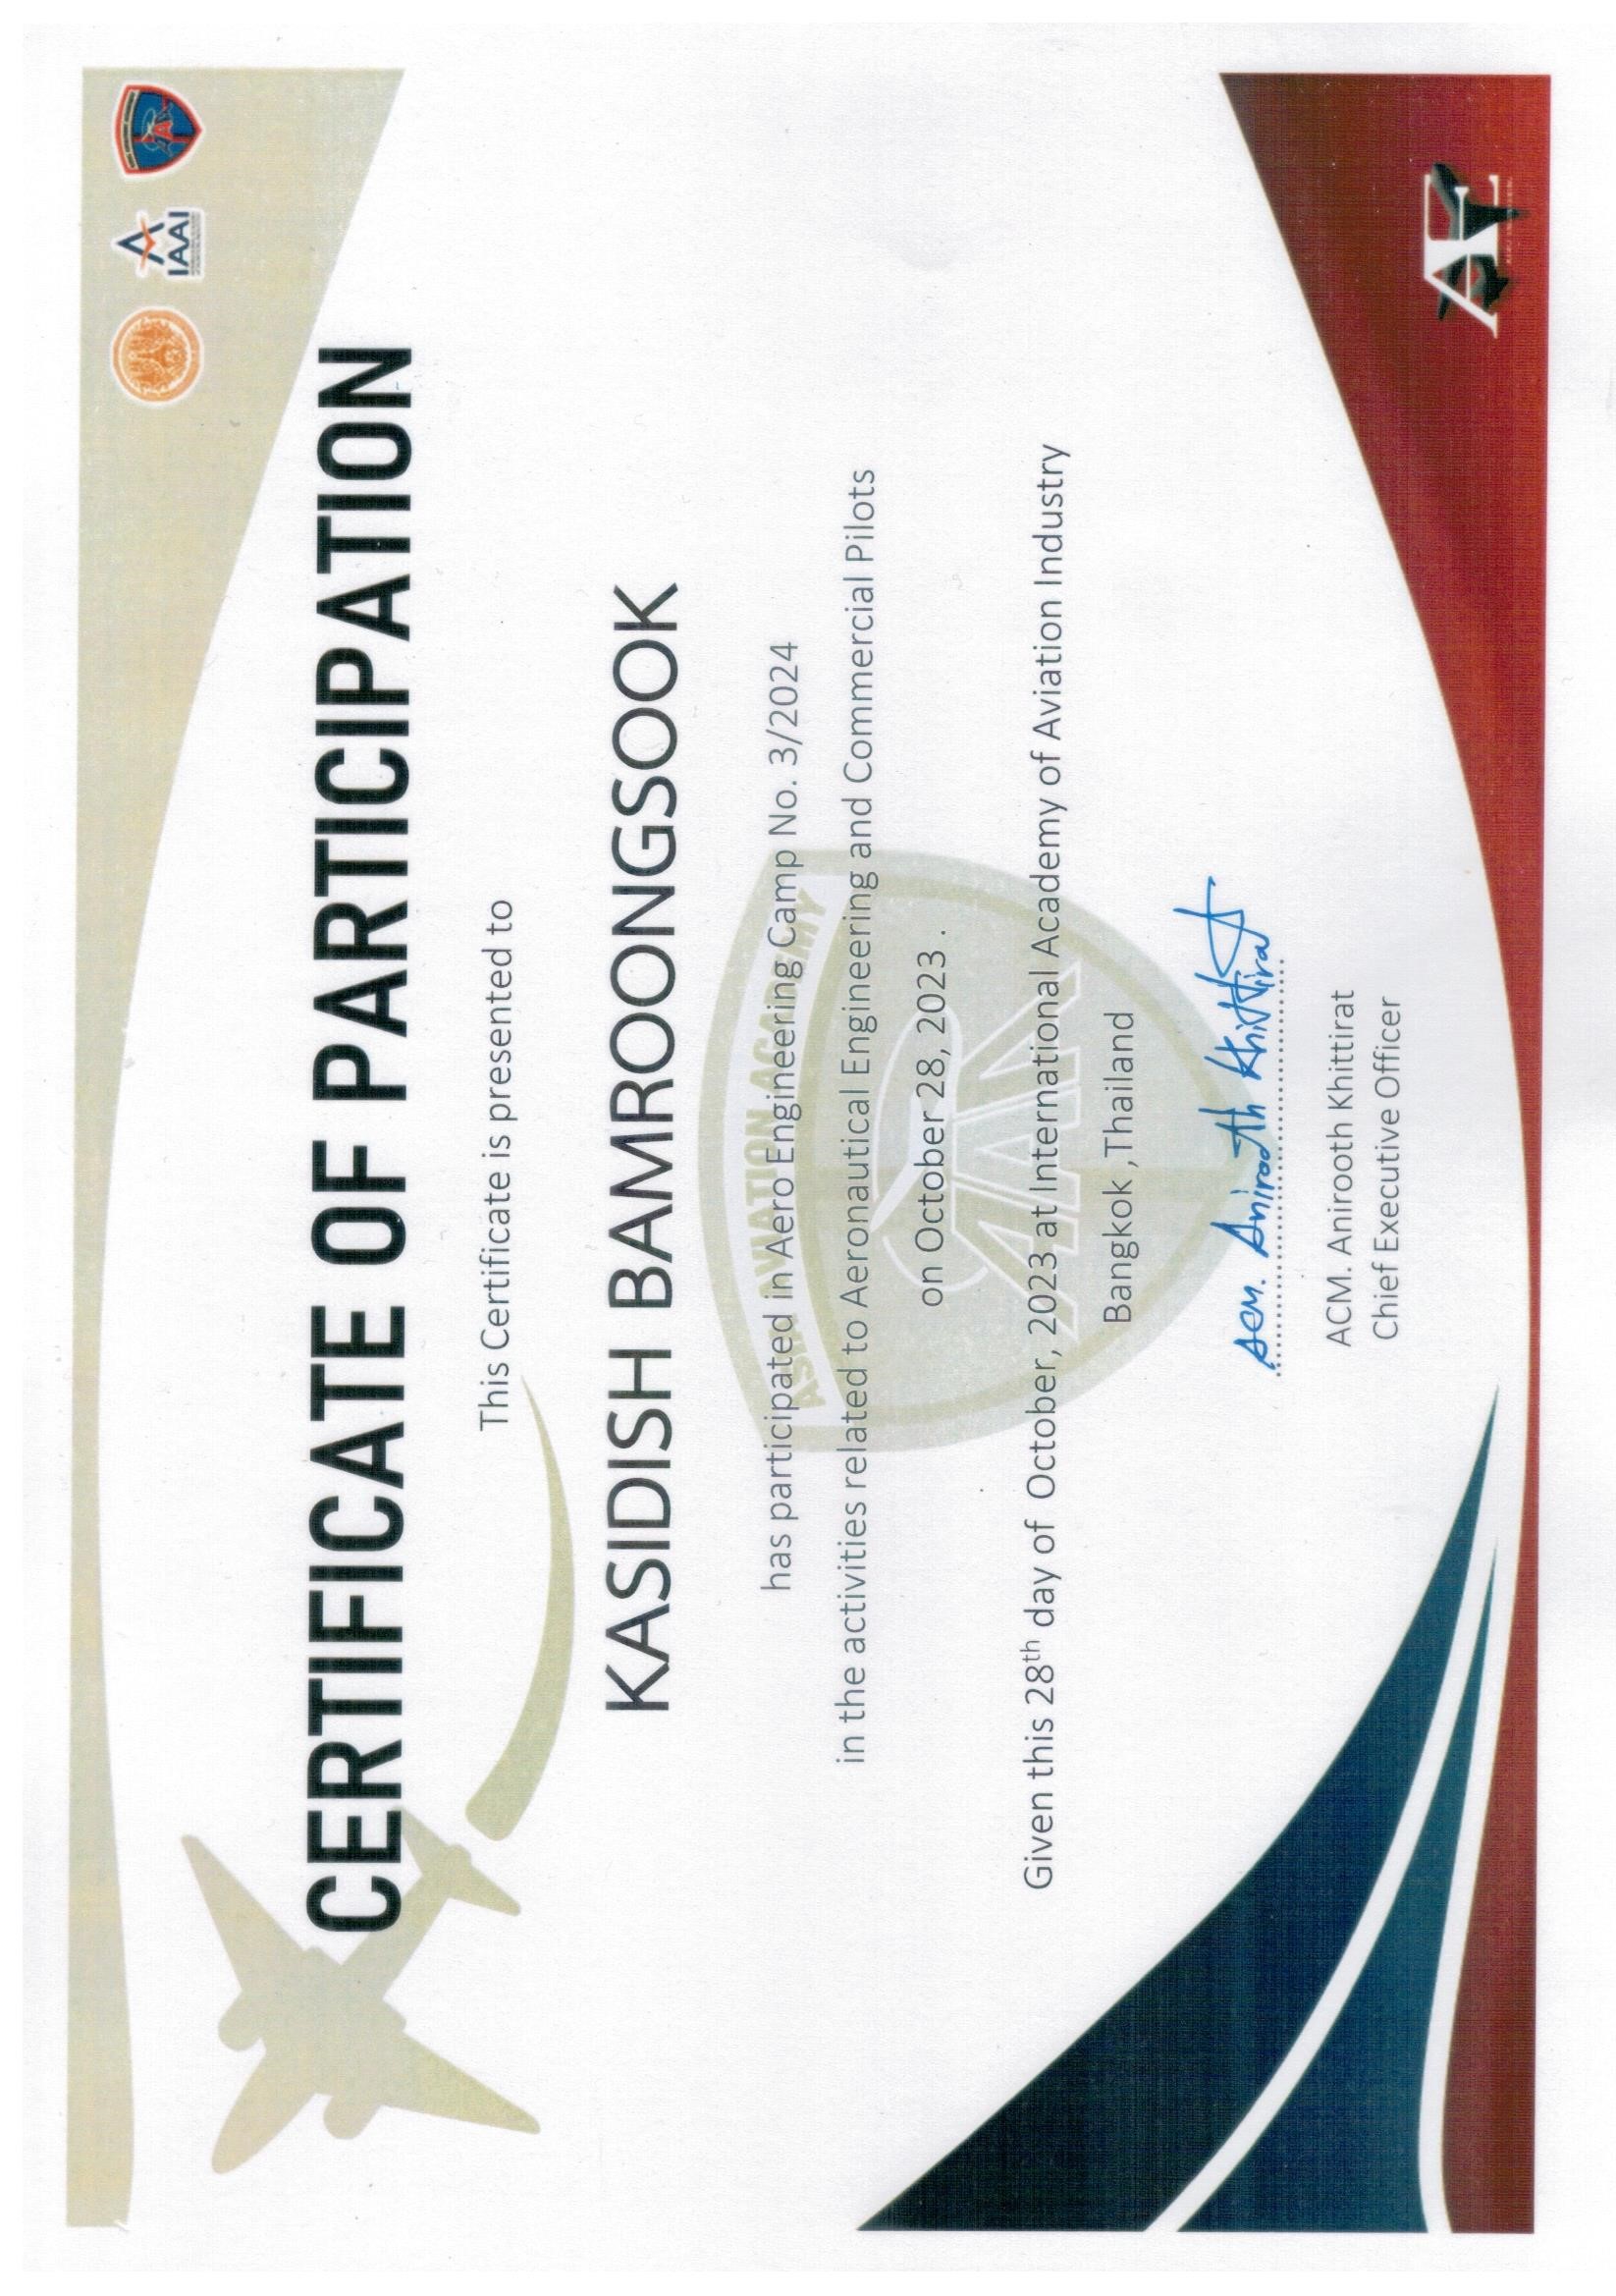 IAAI
CERTIFICATE OF PARTICIPATION
This Certificate is presented to
KASIDISH BAMROONGSOOK
ASIA AVIATION ACADEMY
has participated in Aero Engineering Camp No. 3/2024
in the activities related to Aeronautical Engineering and Commercial Pilots
on October 28, 2023 .
AAA
Given this 28th day of October, 2023 at International Academy of Aviation Industry
Bangkok ,Thailand
ACM. Anirooth Khittirat
ACM. Anirooth Khittirat
Chief Executive Officer
AE